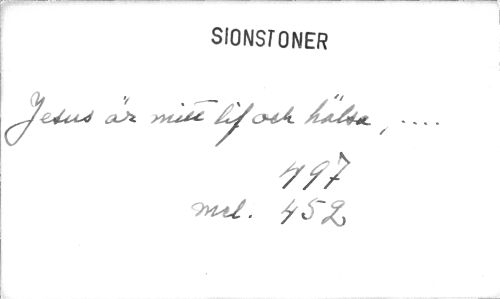 SIONSTONER
Jesus är mitt lif och hälsa, ....
497
mel. 452